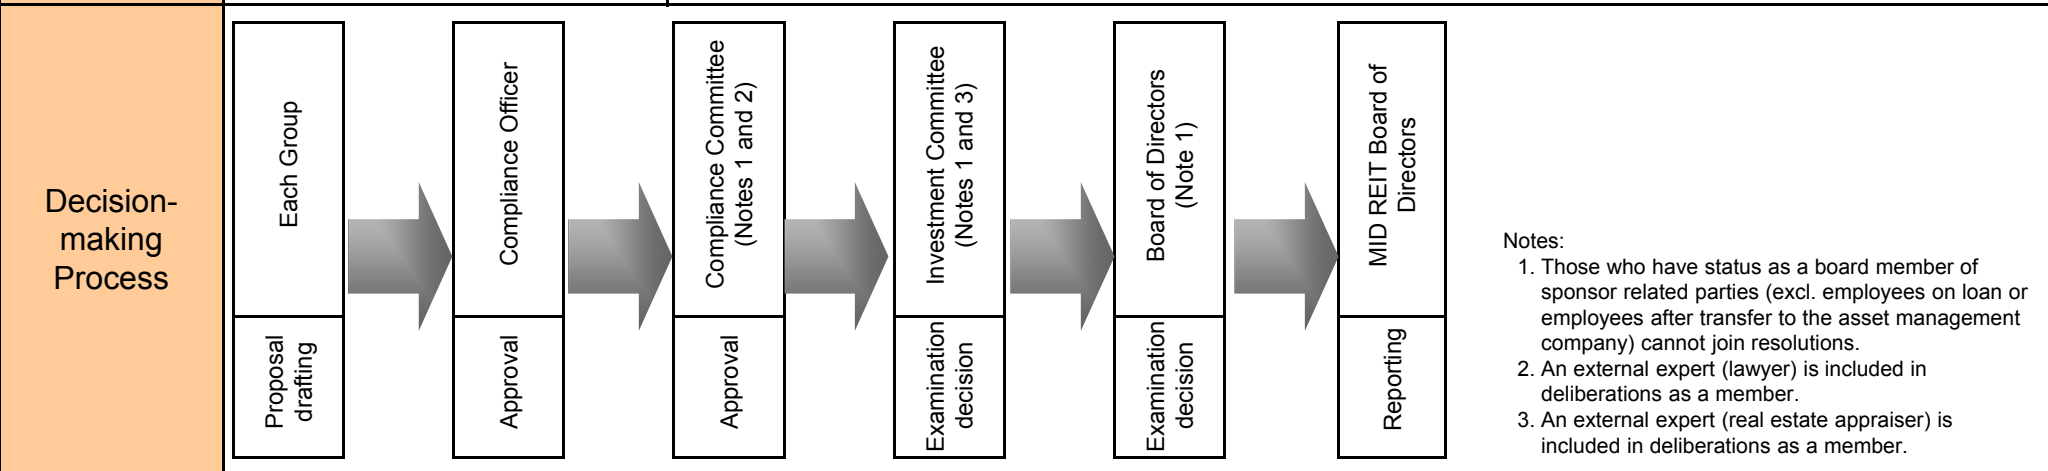 Decision-
making
Process
Each Group
Proposal
drafting
Compliance Officer
Approval
Compliance Committee
(Notes 1 and 2)
Approval
Investment Committee
(Notes 1 and 3)
Examination
decision
Board of Directors
(Note 1)
Examination
decision
MID REIT Board of
Directors
Reporting
Notes:
1. Those who have status as a board member of
sponsor related parties (excl. employees on loan or
employees after transfer to the asset management
company) cannot join resolutions.
2. An external expert (lawyer) is included in
deliberations as a member.
3. An external expert (real estate appraiser) is
included in deliberations as a member.